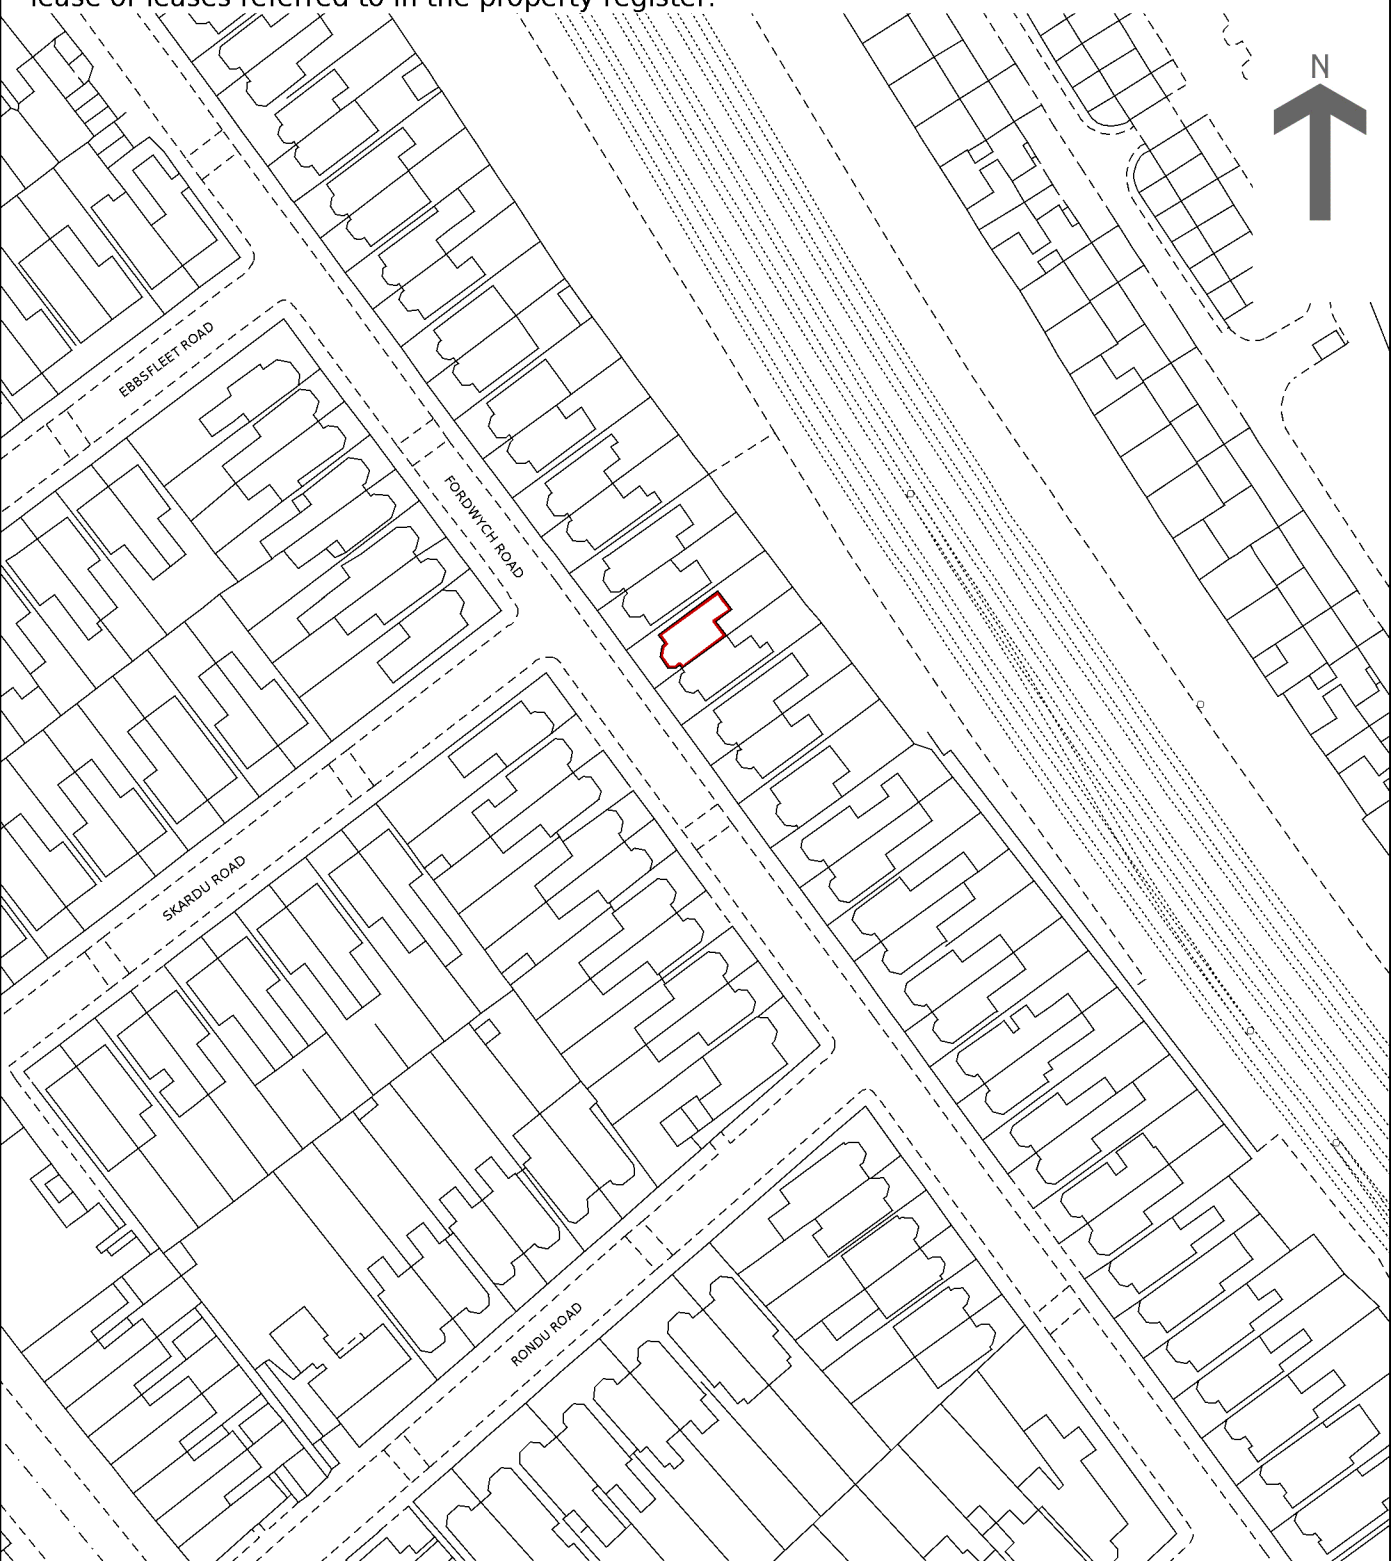 lease or leases referred to in the property register.
N
EBBSFLEET ROAD
FORDWYCH ROAD
SKARDU ROAD
RONDU ROAD